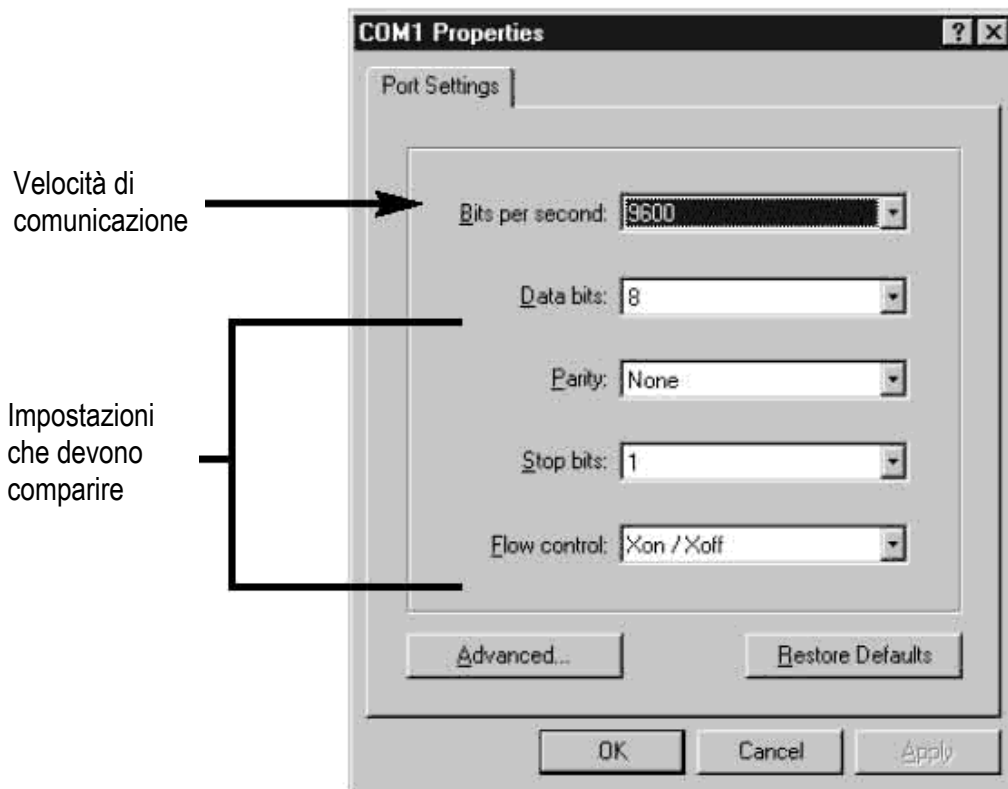 COM1 Properties
Port Settings
Velocità di
comunicazione
Bits per second: 9600
Data bits: 8
Parity: None
Impostazioni
che devono
comparire
Stop bits: 1
Flow control: Xon / Xoff
Advanced...
Restore Defaults
OK
Cancel
Apply